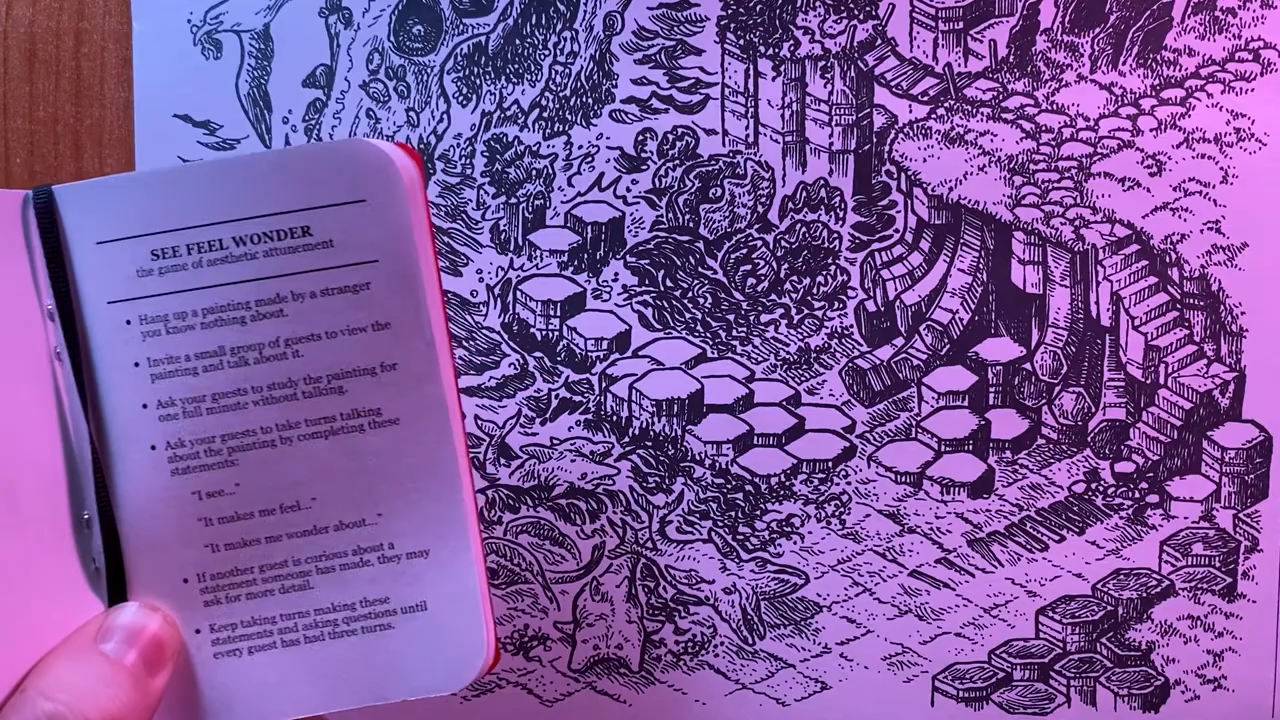 SEE FEEL WONDER
the game of aesthetic attunement
• Hang up a painting made by a stranger
you know nothing about.
• Invite a small group of guests to view the
painting and talk about it.
• Ask your guests to study the painting for
one full minute without talking.
• Ask your guests to take turns talking
about the painting by completing these
statements:
"I see..."
"It makes me feel..."
"It makes me wonder about..."
• If another guest is curious about a
statement someone has made, they may
ask for more detail.
• Keep taking turns making these
statements and asking questions until
every guest has had three turns.